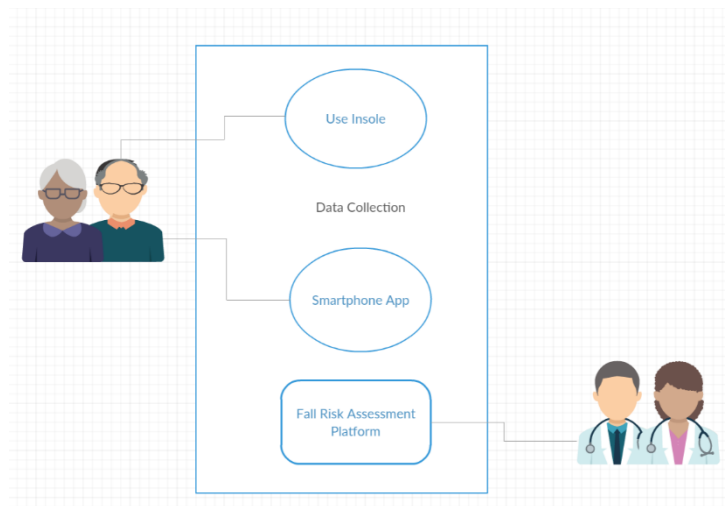 Use Insole
Data Collection
Smartphone App
Fall Risk Assessment
Platform